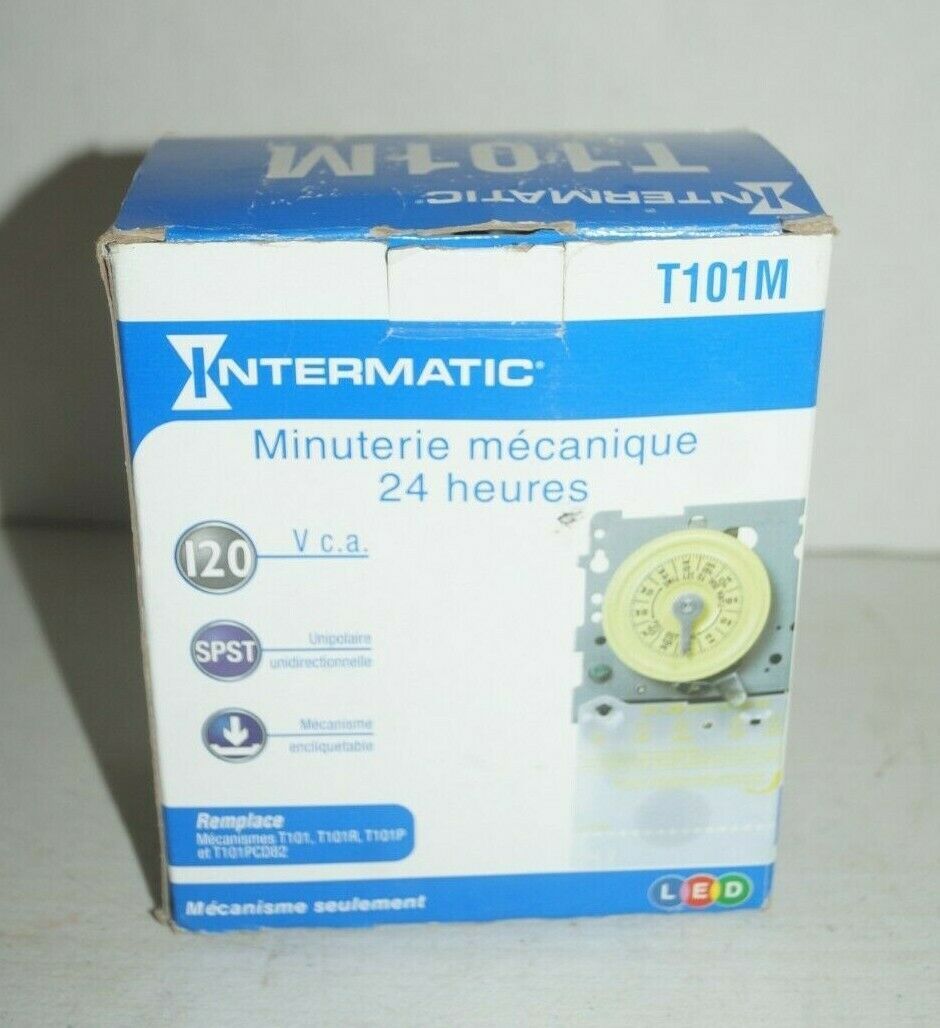 T101M
INTERMATIC®
T101M
INTERMATIC®
Minuterie mécanique
24 heures
120
V c.a.
SPST
Unipolaire
unidirectionnelle
Mécanisme
encliquetable
Remplace
Mécanismes T101, T101R, T101P
et T101PCD82
Mécanisme seulement
LED